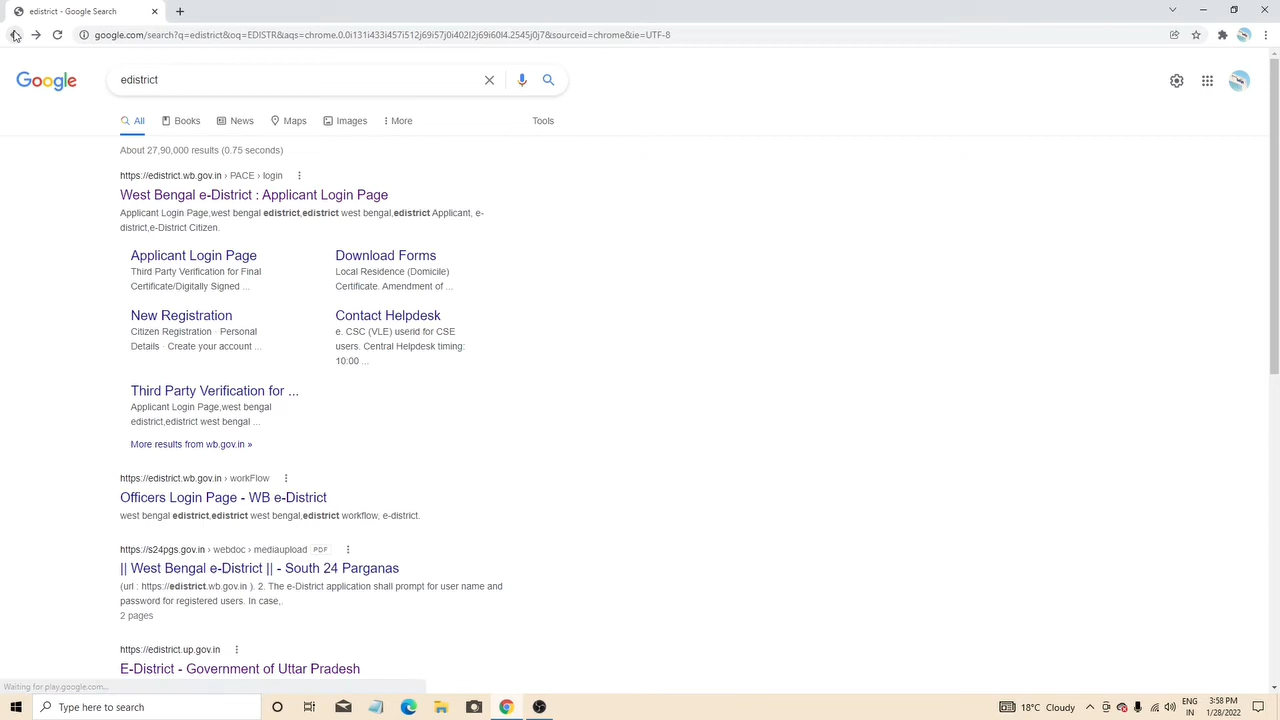 edistrict - Google Search
google.com/search?q=edistrict&oq=EDISTR&aqs=chrome.0.0i131i433i457i512j69i57j0i402l2j69i60l4.2545j0j7&sourceid=chrome&ie=UTF-8
Google
edistrict
All Books News Maps Images More Tools
About 27,90,000 results (0.75 seconds)
https://edistrict.wb.gov.in › PACE › login
West Bengal e-District : Applicant Login Page
Applicant Login Page,west bengal edistrict,edistrict west bengal,edistrict Applicant, e-
district,e-District Citizen.
Applicant Login Page
Third Party Verification for Final
Certificate/Digitally Signed ...
Download Forms
Local Residence (Domicile)
Certificate. Amendment of ...
New Registration
Citizen Registration · Personal
Details · Create your account ...
Contact Helpdesk
e. CSC (VLE) userid for CSE
users. Central Helpdesk timing:
10:00 ...
Third Party Verification for ...
Applicant Login Page,west bengal
edistrict,edistrict west bengal ...
More results from wb.gov.in »
https://edistrict.wb.gov.in › workFlow
Officers Login Page - WB e-District
west bengal edistrict,edistrict west bengal,edistrict workflow, e-district.
https://s24pgs.gov.in › webdoc › mediaupload PDF
|| West Bengal e-District || - South 24 Parganas
(url : https://edistrict.wb.gov.in ). 2. The e-District application shall prompt for user name and
password for registered users. In case,.
2 pages
https://edistrict.up.gov.in
E-District - Government of Uttar Pradesh
Waiting for play.google.com...
Type here to search
18°C Cloudy
ENG
IN
3:58 PM
1/28/2022